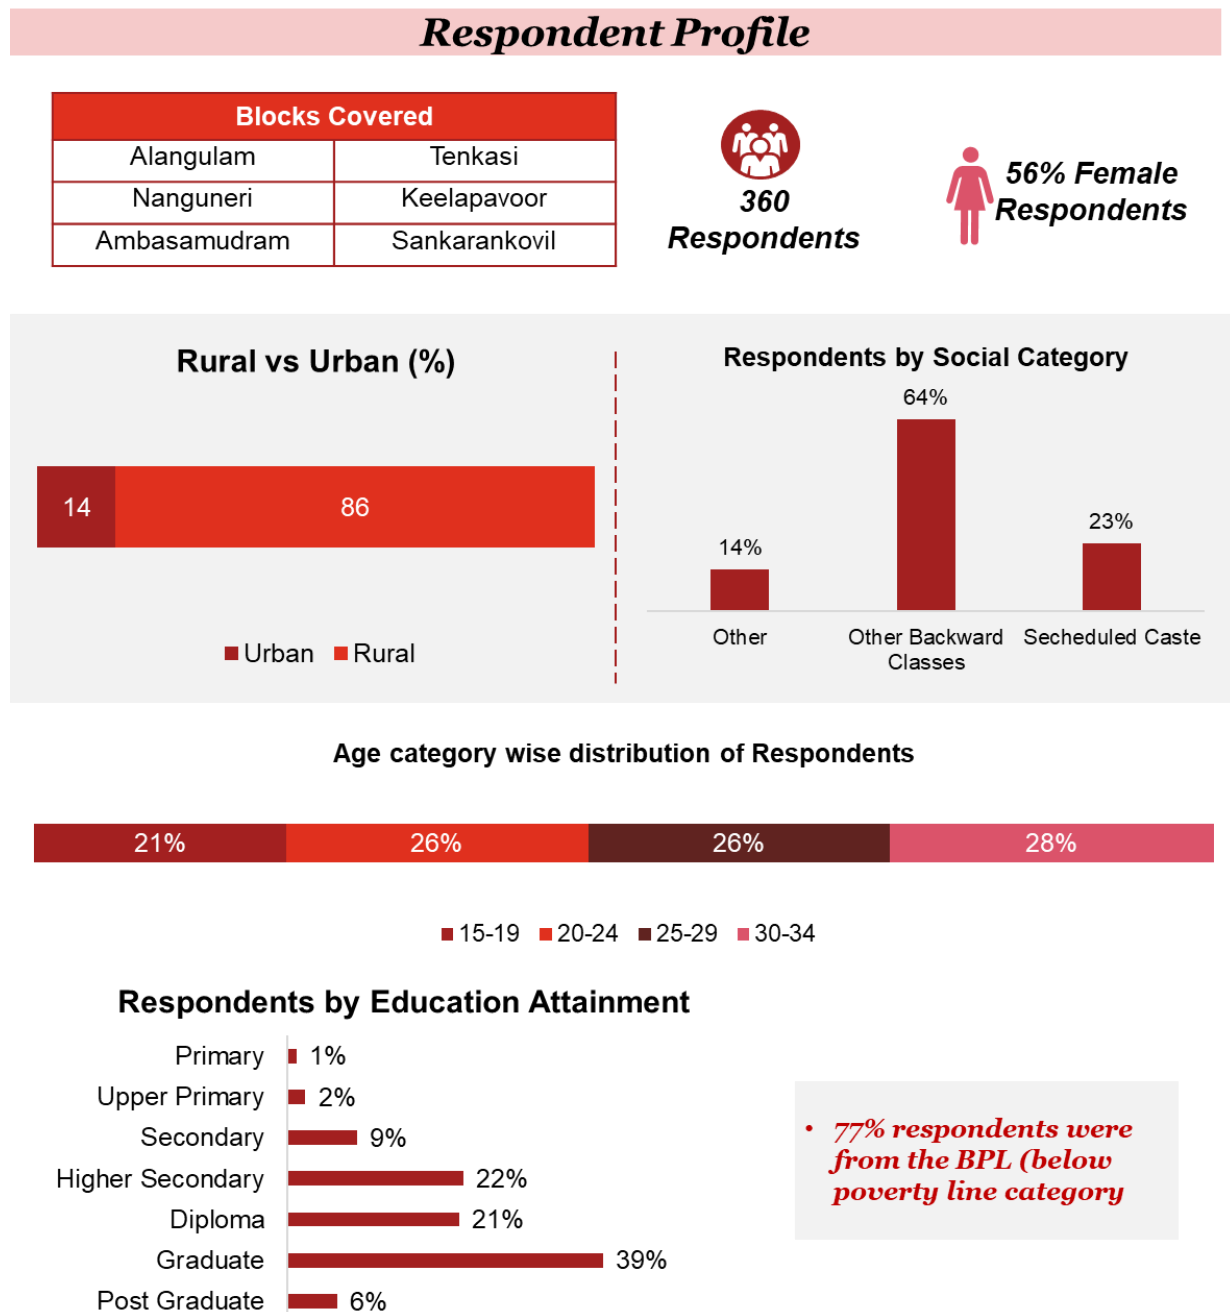 Respondent Profile
Blocks Covered
Alangulam Tenkasi
Nanguneri Keelapavoor
Ambasamudram Sankarankovil
360
Respondents
56% Female
Respondents
Rural vs Urban (%)
14 86
Urban Rural
Respondents by Social Category
64%
23%
14%
Other Other Backward Secheduled Caste
Classes
Age category wise distribution of Respondents
21% 26% 26% 28%
15-19 20-24 25-29 30-34
Respondents by Education Attainment
Primary 1%
Upper Primary 2%
Secondary 9%
Higher Secondary 22%
Diploma 21%
Graduate 39%
Post Graduate 6%
• 77% respondents were
from the BPL (below
poverty line category